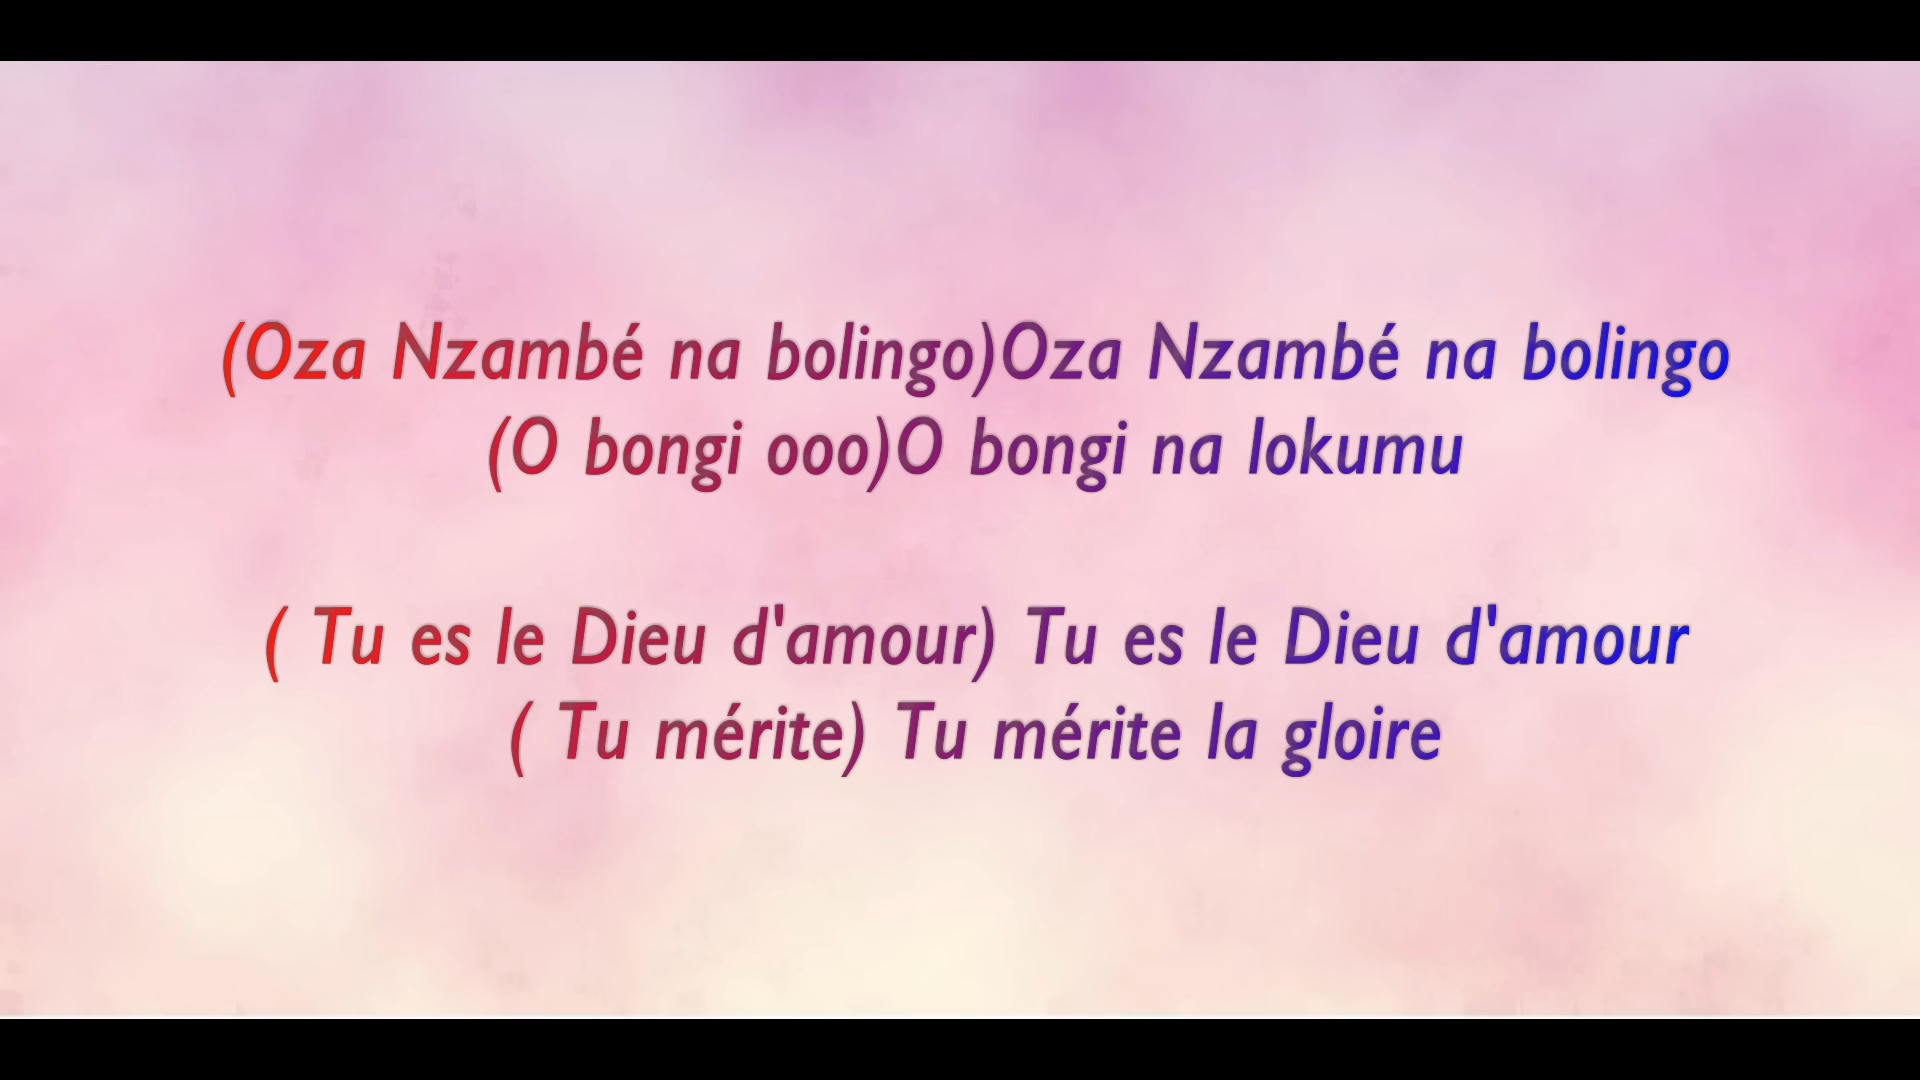 (Oza Nzambé na bolingo)Oza Nzambé na bolingo
(O bongi ooo)O bongi na lokumu
( Tu es le Dieu d'amour) Tu es le Dieu d'amour
( Tu mérite) Tu mérite la gloire